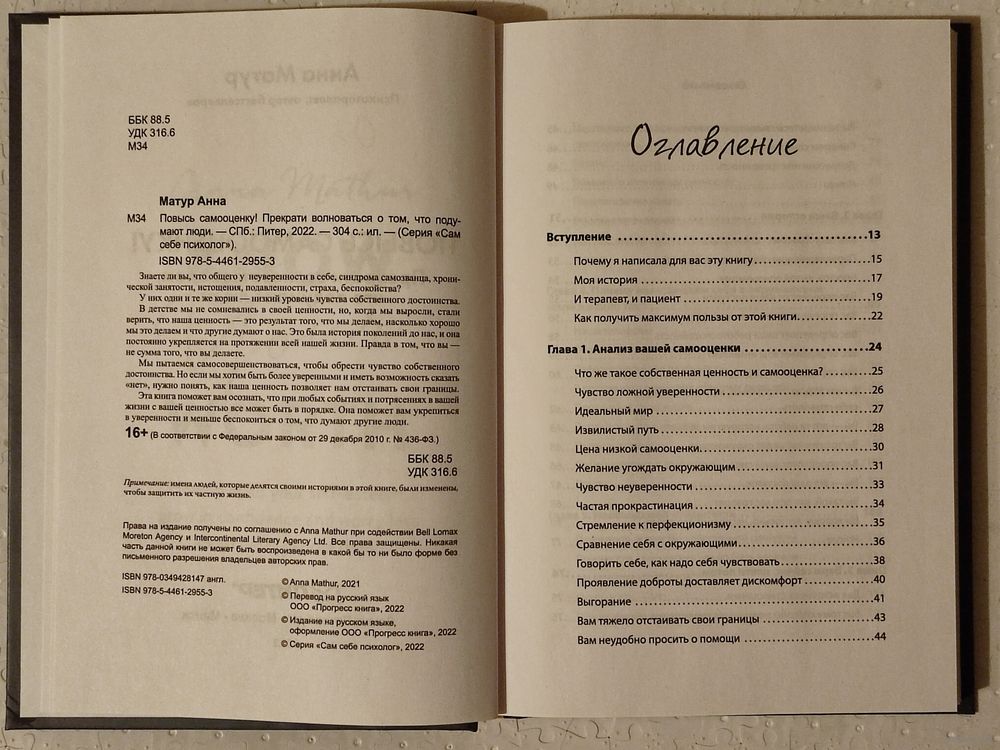 ББК 88.5
УДК 316.6
М34
Матур Анна
М34 Повысь самооценку! Прекрати волноваться о том, что поду-
мают люди. — СПб.: Питер, 2022. — 304 с.: ил. — (Серия «Сам
себе психолог»).
ISBN 978-5-4461-2955-3
Знаете ли вы, что общего у неуверенности в себе, синдрома самозванца, хрони-
ческой занятости, истощения, подавленности, страха, беспокойства?
У них одни и те же корни — низкий уровень чувства собственного достоинства.
В детстве мы не сомневались в своей ценности, но, когда мы выросли, стали
верить, что наша ценность — это результат того, что мы делаем, насколько хорошо
мы это делаем и что другие думают о нас. Это была история поколений до нас, и она
постоянно укрепляется на протяжении всей нашей жизни. Правда в том, что вы —
не сумма того, что вы делаете.
Мы пытаемся самосовершенствоваться, чтобы обрести чувство собственного
достоинства. Но если мы хотим быть более уверенными и иметь возможность сказать
«нет», нужно понять, как наша ценность позволяет нам отстаивать свои границы.
Эта книга поможет вам осознать, что при любых событиях и потрясениях в вашей
жизни с вашей ценностью все может быть в порядке. Она поможет вам укрепиться
в уверенности и меньше беспокоиться о том, что думают другие люди.
16+ (В соответствии с Федеральным законом от 29 декабря 2010 г. № 436-ФЗ.)
ББК 88.5
УДК 316.6
Примечание: имена людей, которые делятся своими историями в этой книге, были изменены,
чтобы защитить их частную жизнь.
Права на издание получены по соглашению с Anna Mathur при содействии Bell Lomax
Moreton Agency и Intercontinental Literary Agency Ltd. Все права защищены. Никакая
часть данной книги не может быть воспроизведена в какой бы то ни было форме без
письменного разрешения владельцев авторских прав.
ISBN 978-0349428147 англ.
ISBN 978-5-4461-2955-3
© Anna Mathur, 2021
© Перевод на русский язык
ООО «Прогресс книга», 2022
© Издание на русском языке,
оформление ООО «Прогресс книга», 2022
© Серия «Сам себе психолог», 2022
Оглавление
Вступление ........................................13
Почему я написала для вас эту книгу........................15
Моя история ........................................17
И терапевт, и пациент ........................................19
Как получить максимум пользы от этой книги.................22
Глава 1. Анализ вашей самооценки ........................24
Что же такое собственная ценность и самооценка? ..........25
Чувство ложной уверенности ........................26
Идеальный мир ........................................27
Извилистый путь ........................................28
Цена низкой самооценки........................................30
Желание угождать окружающим ........................31
Чувство неуверенности ........................................33
Частая прокрастинация ........................................34
Стремление к перфекционизму ........................35
Сравнение себя с окружающими........................36
Говорить себе, как надо себя чувствовать....................38
Проявление доброты доставляет дискомфорт ..............40
Выгорание ........................................41
Вам тяжело отстаивать свои границы ........................43
Вам неудобно просить о помощи ........................44